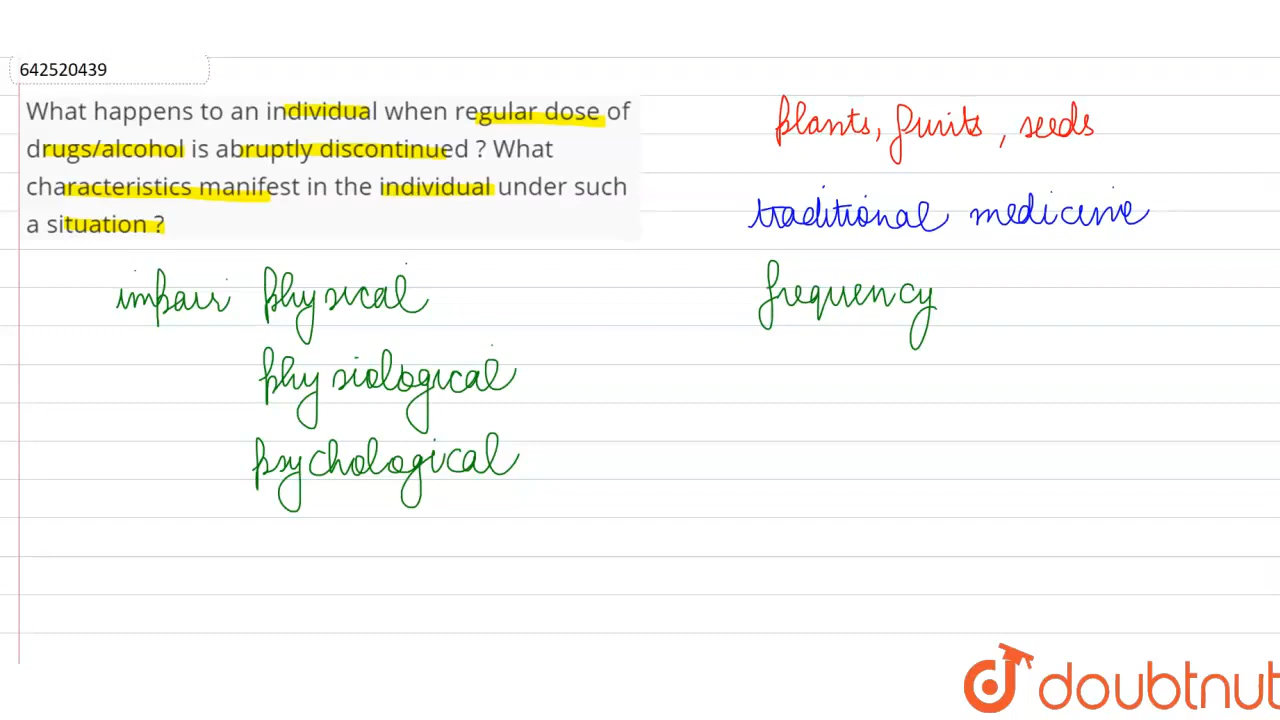 642520439
What happens to an individual when regular dose of
drugs/alcohol is abruptly discontinued ? What
characteristics manifest in the individual under such
a situation ?
impair physical
physiological
psychological
plants, fruits, seeds
traditional medicine
frequency
doubtnut